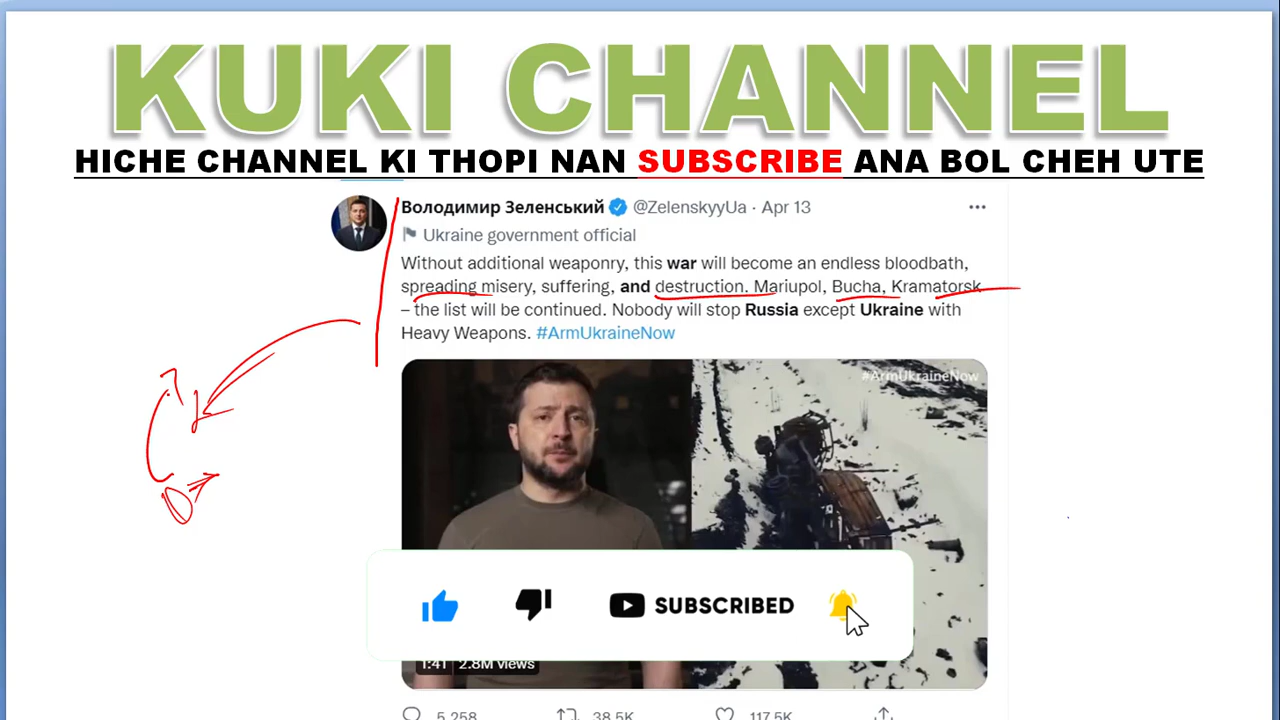 KUKI CHANNEL
HICHE CHANNEL KI THOPI NAN SUBSCRIBE ANA BOL CHEH UTE
Володимир Зеленський @ZelenskyyUa · Apr 13 ···
Ukraine government official
Without additional weaponry, this war will become an endless bloodbath,
spreading misery, suffering, and destruction. Mariupol, Bucha, Kramatorsk
– the list will be continued. Nobody will stop Russia except Ukraine with
Heavy Weapons. #ArmUkraineNow
#ArmUkraineNow
SUBSCRIBED
1:41 2.8M views
5,258 38.5K 117.5K